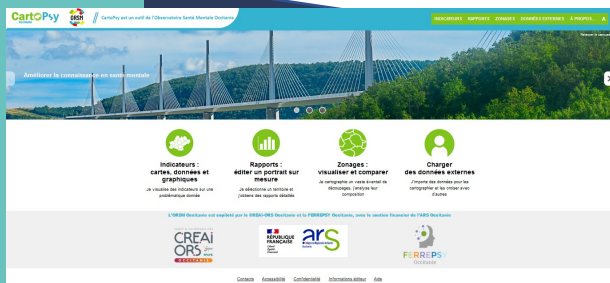 CartoPsy
Occitanie
ORSM
CartoPsy est un outil de l'Observatoire Santé Mentale Occitanie
INDICATEURS RAPPORTS ZONAGES DONNÉES EXTERNES À PROPOS...
Améliorer la connaissance en santé mentale
Indicateurs :
cartes, données et
graphiques
Je visualise des indicateurs sur une
problématique donnée
Rapports :
éditer un portrait sur
mesure
Je sélectionne un territoire et
j'obtiens des rapports détaillés
Zonages :
visualiser et comparer
Je cartographie un vaste éventail de
découpages, j'analyse leur
composition
Charger
des données externes
J'importe des données pour les
cartographier et les croiser avec
d'autres
L'ORSM Occitanie est copiloté par le CREAI-ORS Occitanie et la FERREPSY Occitanie, avec le soutien financier de l'ARS Occitanie
CREAI
ORS
OCCITANIE
RÉPUBLIQUE
FRANÇAISE
Liberté
Égalité
Fraternité
ars
FERREPSY
Occitanie
Contacts Accessibilité Confidentialité Informations éditeur Aide